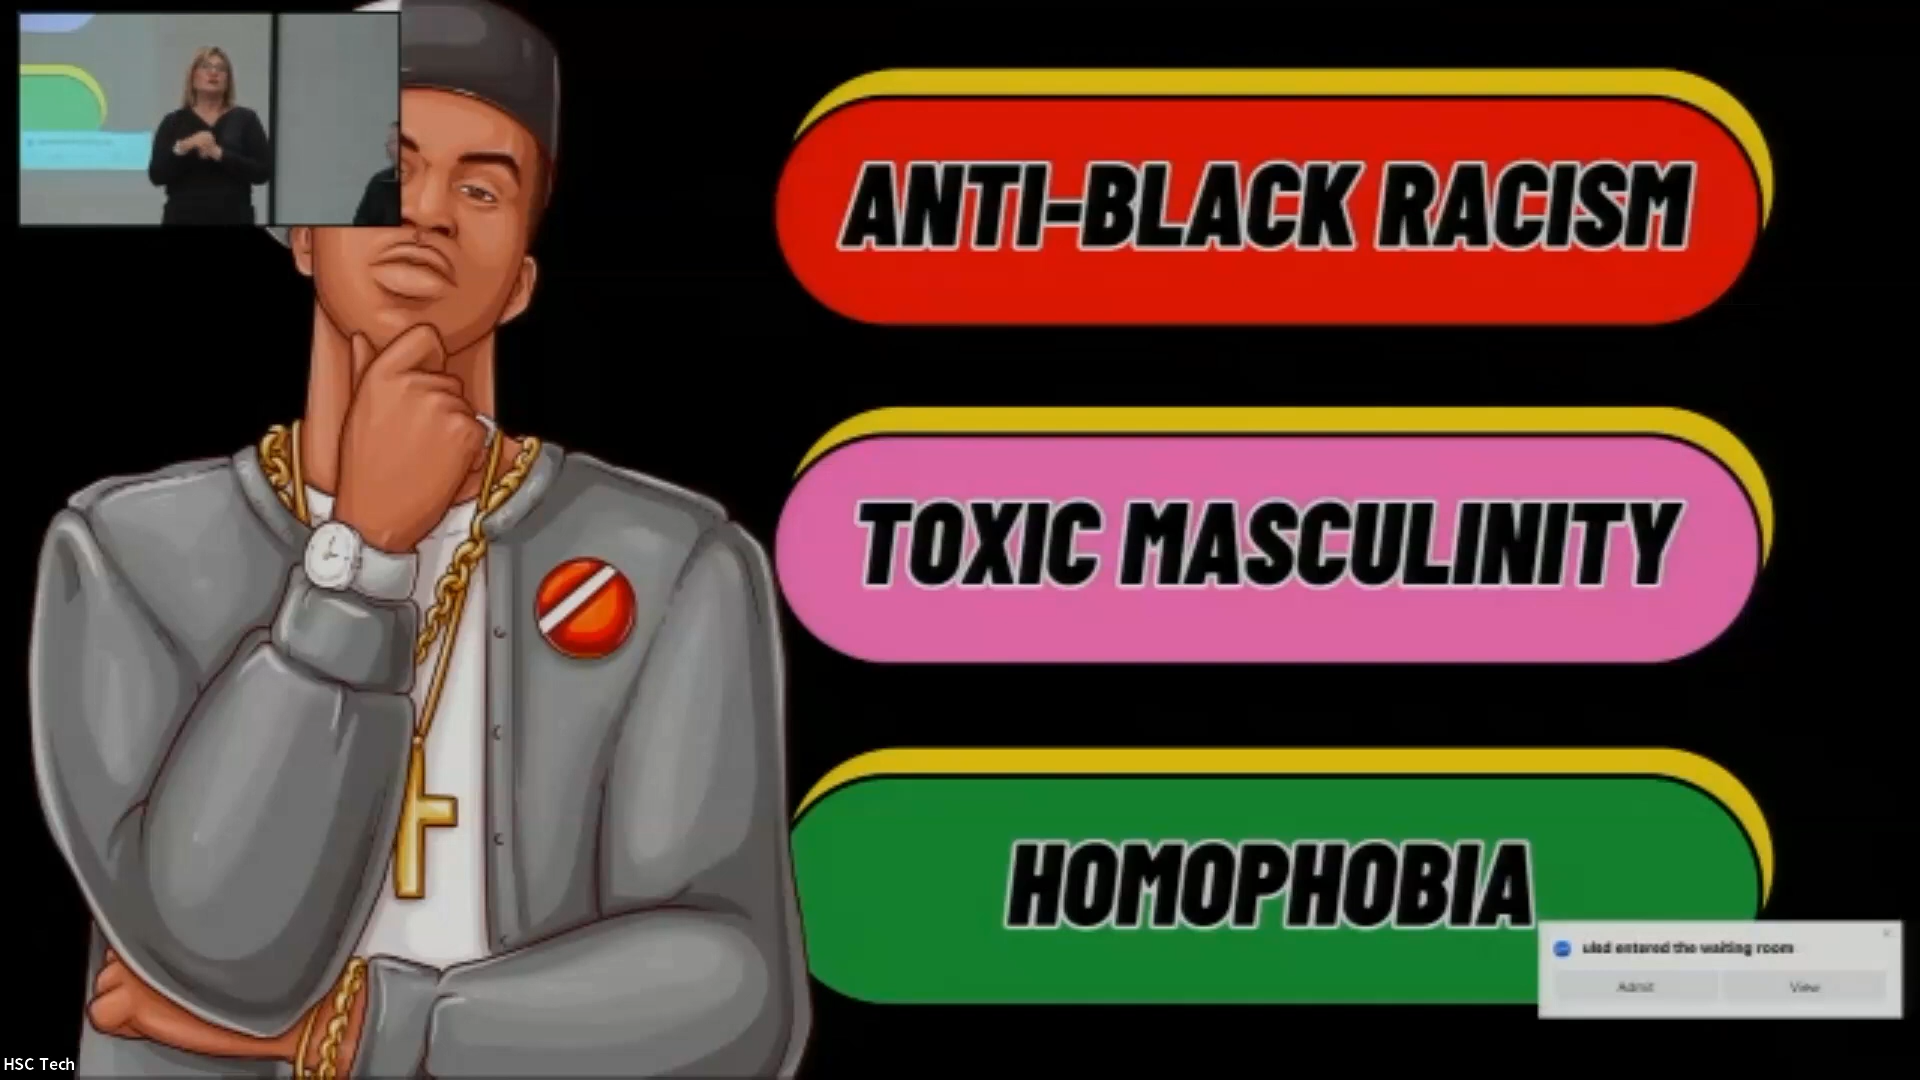 ANTI-BLACK RACISM
TOXIC MASCULINITY
HOMOPHOBIA
entered the waiting room
Admit View
HSC Tech